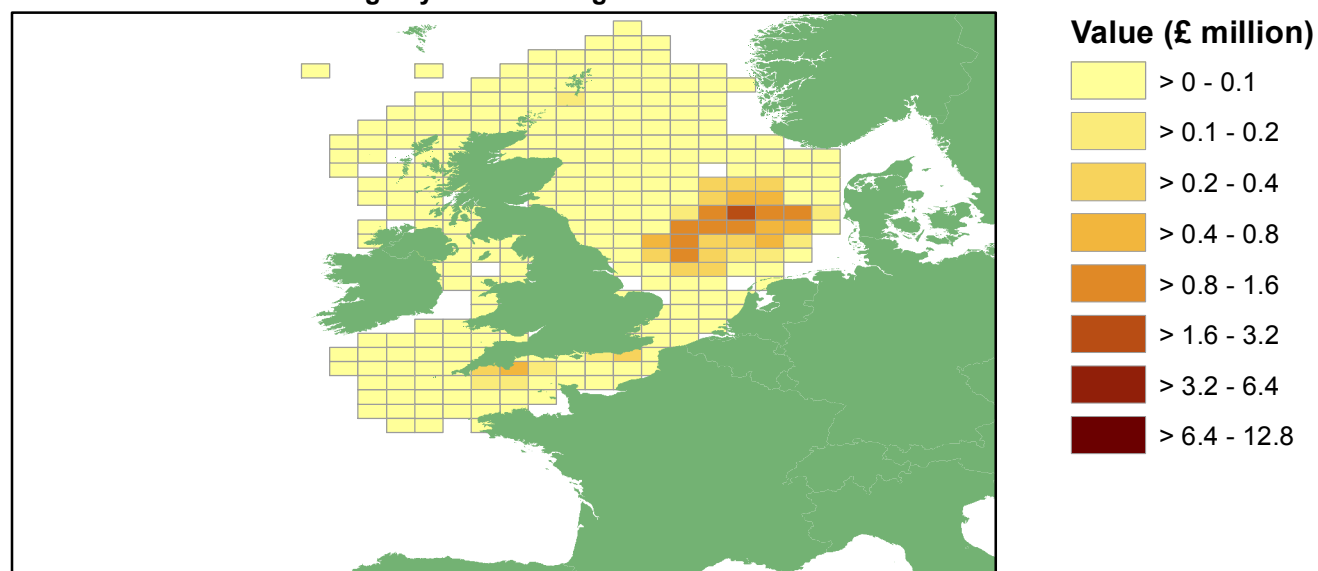 Value (£ million)
> 0 - 0.1
> 0.1 - 0.2
> 0.2 - 0.4
> 0.4 - 0.8
> 0.8 - 1.6
> 1.6 - 3.2
> 3.2 - 6.4
> 6.4 - 12.8